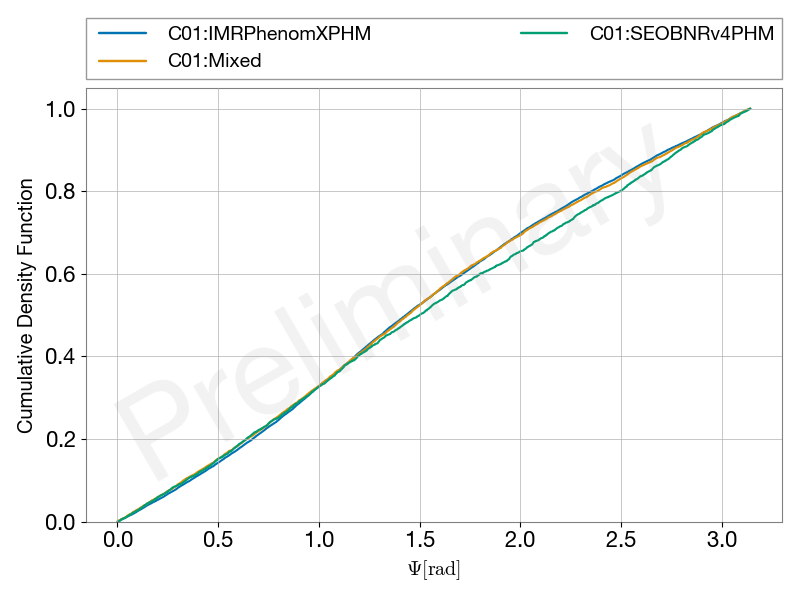 C01:IMRPhenomXPHM
C01:Mixed
C01:SEOBNRv4PHM
Cumulative Density Function
1.0
0.8
0.6
0.4
0.2
0.0
Preliminary
0.0 0.5 1.0 1.5 2.0 2.5 3.0
Ψ[rad]